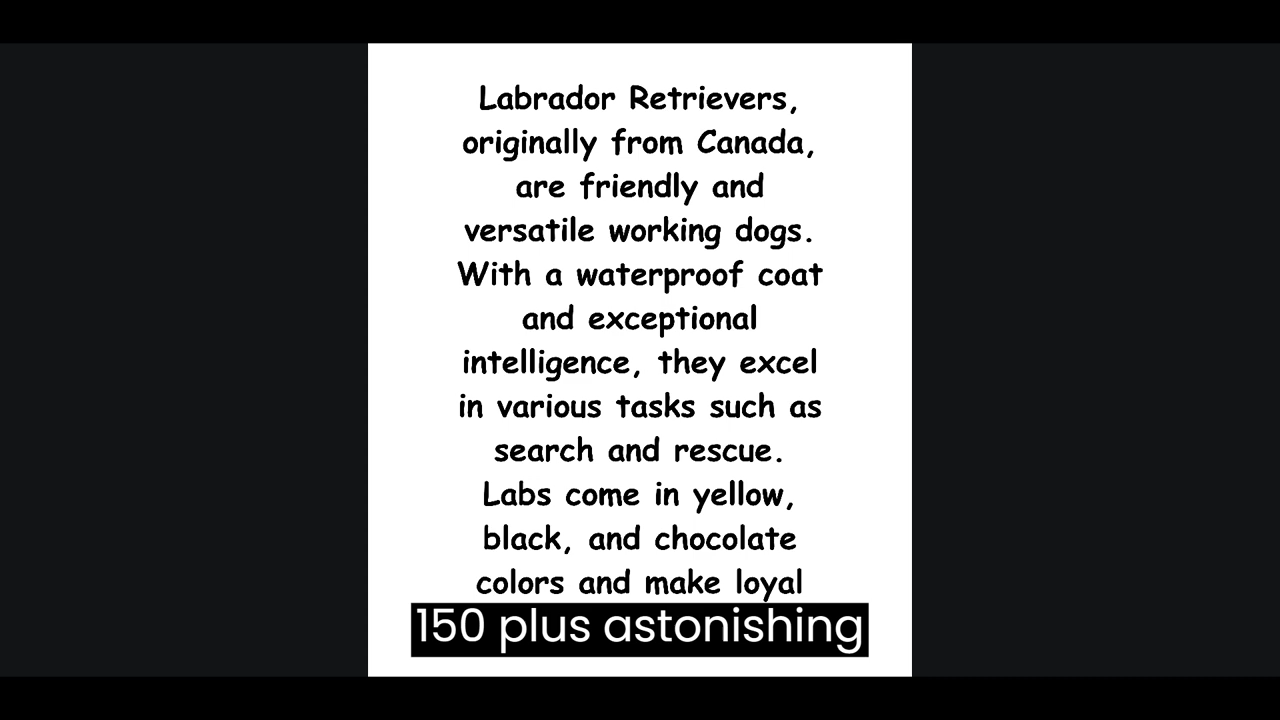 Labrador Retrievers,
originally from Canada,
are friendly and
versatile working dogs.
With a waterproof coat
and exceptional
intelligence, they excel
in various tasks such as
search and rescue.
Labs come in yellow,
black, and chocolate
colors and make loyal
150 plus astonishing